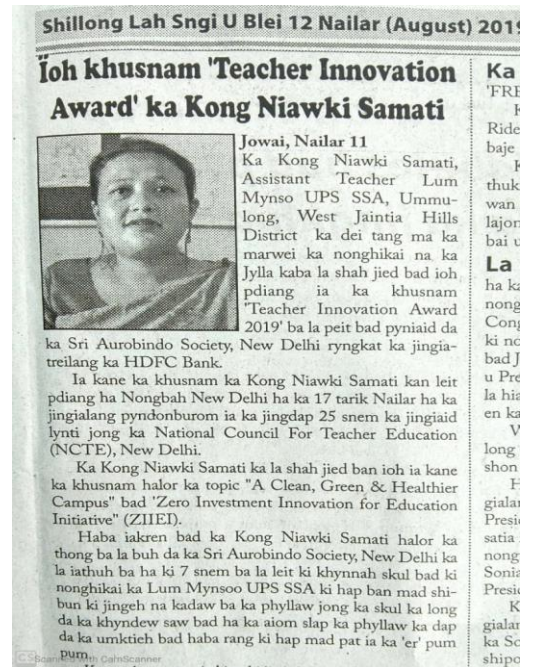 Shillong Lah Sngi U Blei 12 Nailar (August) 2019
Ïoh khusnam 'Teacher Innovation
Award' ka Kong Niawki Samati
Jowai, Nailar 11
Ka Kong Niawki Samati,
Assistant Teacher Lum
Mynso UPS SSA, Ummu-
long, West Jaintia Hills
District ka dei tang ma ka
marwei ka nonghikai na ka
Jylla kaba la shah jied bad ioh
pdiang ia ka khusnam
'Teacher Innovation Award
2019' ba la peit bad pyniaid da
ka Sri Aurobindo Society, New Delhi ryngkat ka jingia-
treilang ka HDFC Bank.
Ia kane ka khusnam ka Kong Niawki Samati kan leit
pdiang ha Nongbah New Delhi ha ka 17 tarik Nailar ha ka
jingialang pyndonburom ia ka jingdap 25 snem ka jingiaid
lynti jong ka National Council For Teacher Education
(NCTE), New Delhi.
Ka Kong Niawki Samati ka la shah jied ban ioh ia kane
ka khusnam halor ka topic "A Clean, Green & Healthier
Campus" bad 'Zero Investment Innovation for Education
Initiative" (ZIIEI).
Haba iakren bad ka Kong Niawki Samati halor ka
thong ba la buh da ka Sri Aurobindo Society, New Delhi ka
la iathuh ba ha ki 7 snem ba la leit ki khynnah skul bad ki
nonghikai ka Lum Mynsoo UPS SSA ki hap ban mad shi-
bun ki jingeh na kadaw ba ka phyllaw jong ka skul ka long
da ka khyndew saw bad ha ka aiom slap ka phyllaw ka dap
da ka umktieh bad haba rang ki hap mad pat ia ka 'er' pum
pum
CS Scanned with CamScanner
Ka
'FRE
Ride
baje
thuk
wan
lajon
bai u
La
ha ka
nong
Cong
ki no
bad J
u Pre
la hia
en ka
long
shon
gialar
Presi
satia
nong
Sonia
Presi
gialar
ka So
shipo